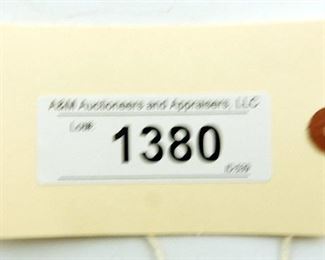 A&M Auctioneers and Appraisers, LLC
Lot#:
1380